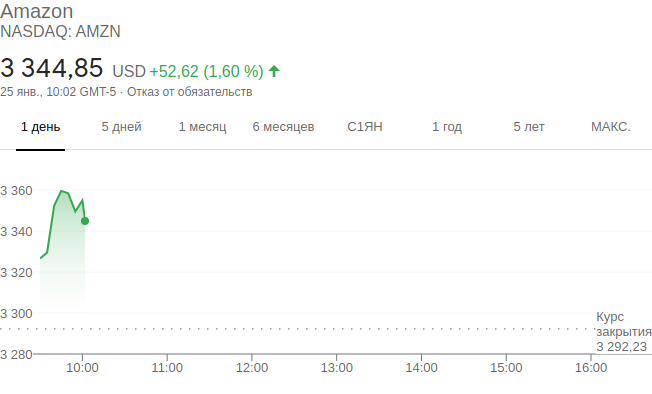 Amazon
NASDAQ: AMZN
3 344,85 USD +52,62 (1,60 %)
25 янв., 10:02 GMT-5 · Отказ от обязательств
1 день 5 дней 1 месяц 6 месяцев С1ЯН 1 год 5 лет МАКС.
3 360
3 340
3 320
3 300
Курс
закрытия
3 292,23
3 280
10:00 11:00 12:00 13:00 14:00 15:00 16:00